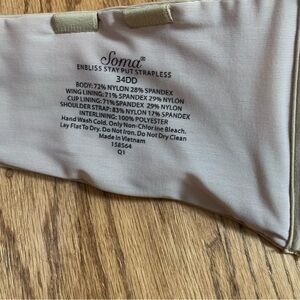 Soma®
ENBLISS STAY PUT STRAPLESS
34DD
BODY: 72% NYLON 28% SPANDEX
WING LINING: 71% SPANDEX 29% NYLON
CUP LINING: 71% SPANDEX 29% NYLON
SHOULDER STRAP: 83% NYLON 17% SPANDEX
INTERLINING: 100% POLYESTER
Hand Wash Cold. Only Non-Chlorine Bleach.
Lay Flat To Dry. Do Not Iron. Do Not Dry Clean
Made in Vietnam
158564
Q1